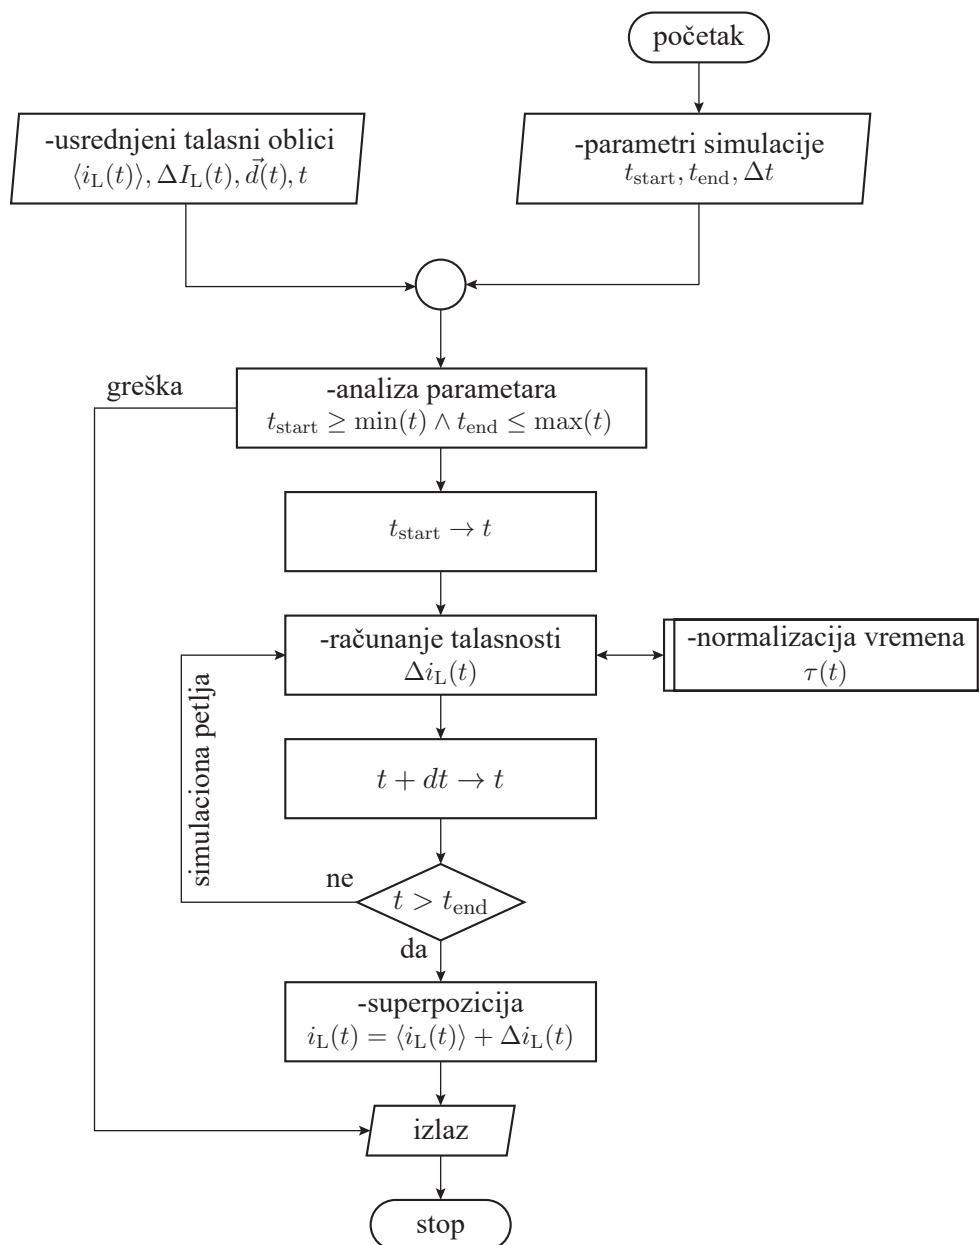 početak
-usrednjeni talasni oblici
⟨i_L(t)⟩, ΔI_L(t), d⃗(t), t
-parametri simulacije
t_start, t_end, Δt
greška
-analiza parametara
t_start ≥ min(t) ∧ t_end ≤ max(t)
t_start → t
-računanje talasnosti
Δi_L(t)
-normalizacija vremena
τ(t)
simulaciona petlja
t + dt → t
ne
t > t_end
da
-superpozicija
i_L(t) = ⟨i_L(t)⟩ + Δi_L(t)
izlaz
stop